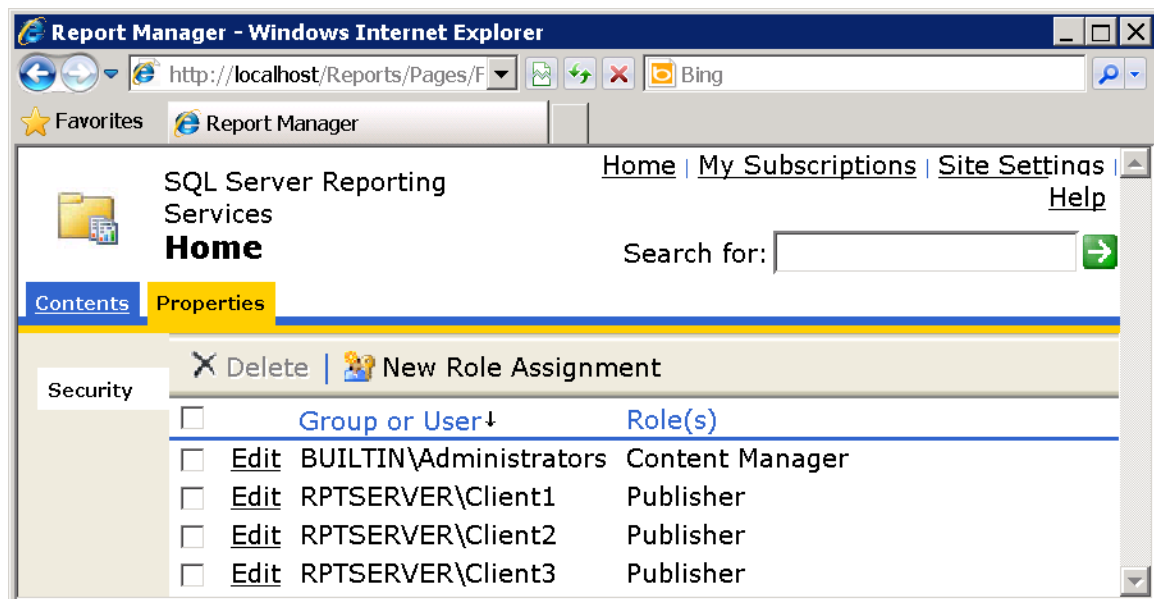 Report Manager - Windows Internet Explorer
http://localhost/Reports/Pages/F
Bing
Favorites
Report Manager
SQL Server Reporting
Services
Home
Home | My Subscriptions | Site Settings |
Help
Search for:
Contents
Properties
Security
Delete | New Role Assignment
Group or User↓ Role(s)
Edit BUILTIN\Administrators Content Manager
Edit RPTSERVER\Client1 Publisher
Edit RPTSERVER\Client2 Publisher
Edit RPTSERVER\Client3 Publisher